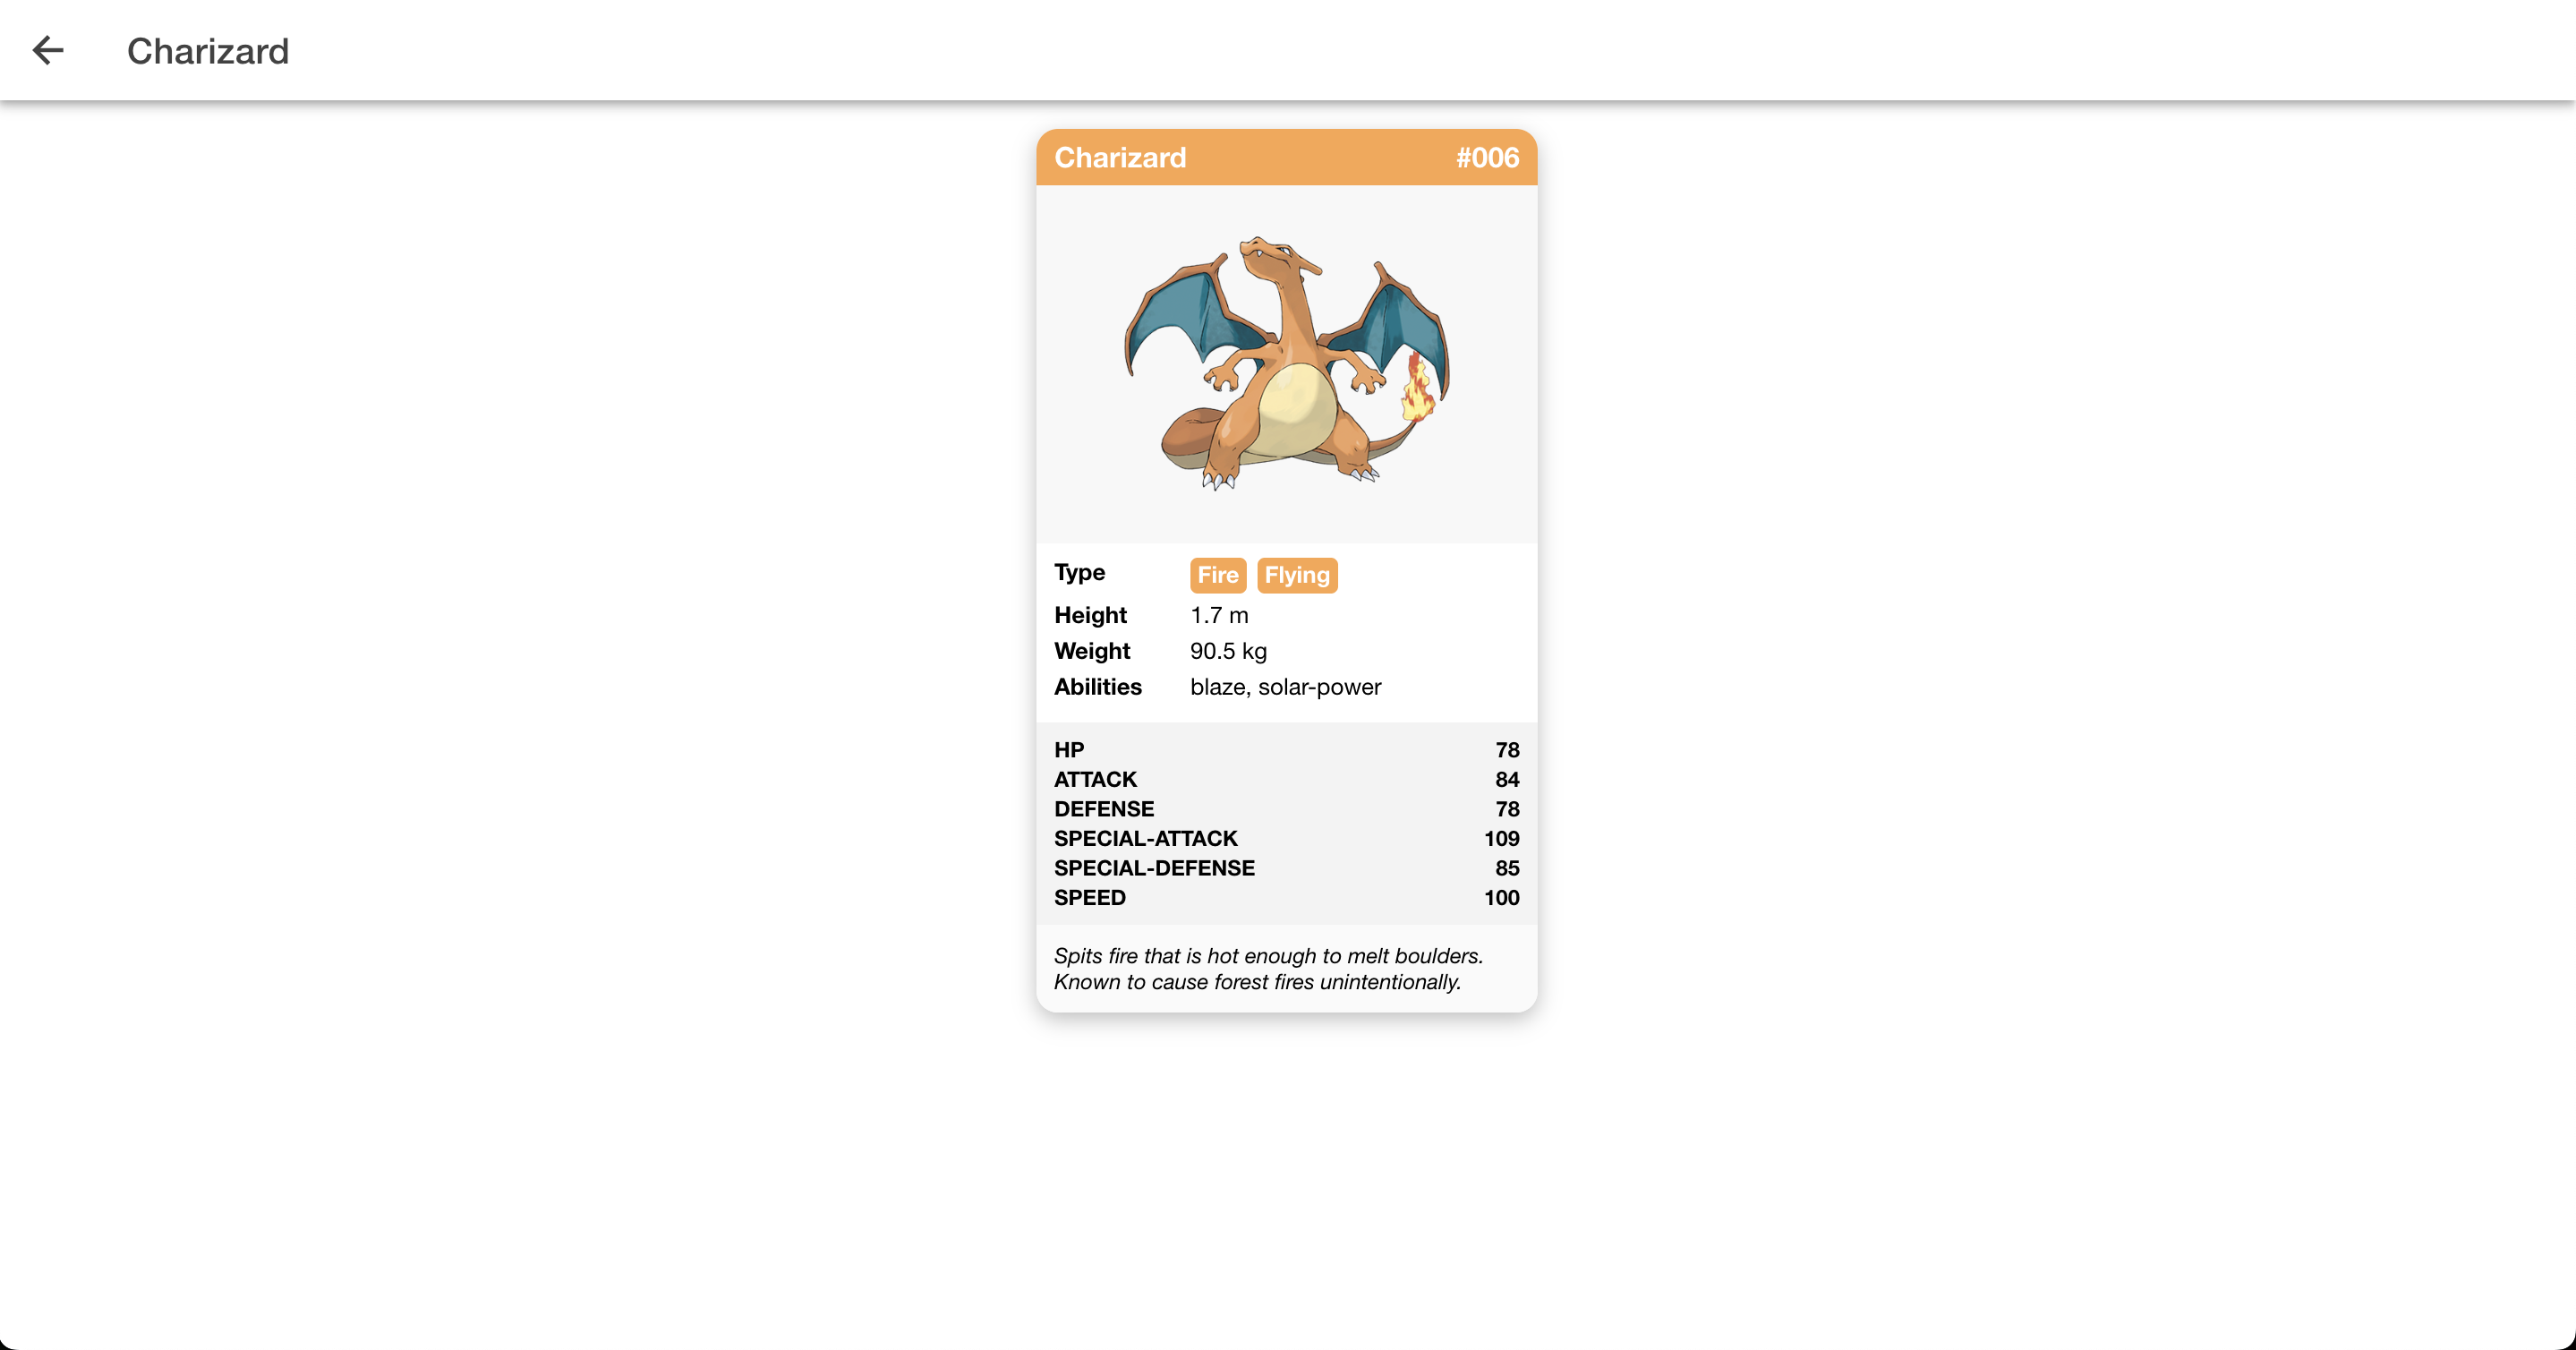 Charizard
Charizard #006
Type Fire Flying
Height 1.7 m
Weight 90.5 kg
Abilities blaze, solar-power
HP 78
ATTACK 84
DEFENSE 78
SPECIAL-ATTACK 109
SPECIAL-DEFENSE 85
SPEED 100
Spits fire that is hot enough to melt boulders.
Known to cause forest fires unintentionally.